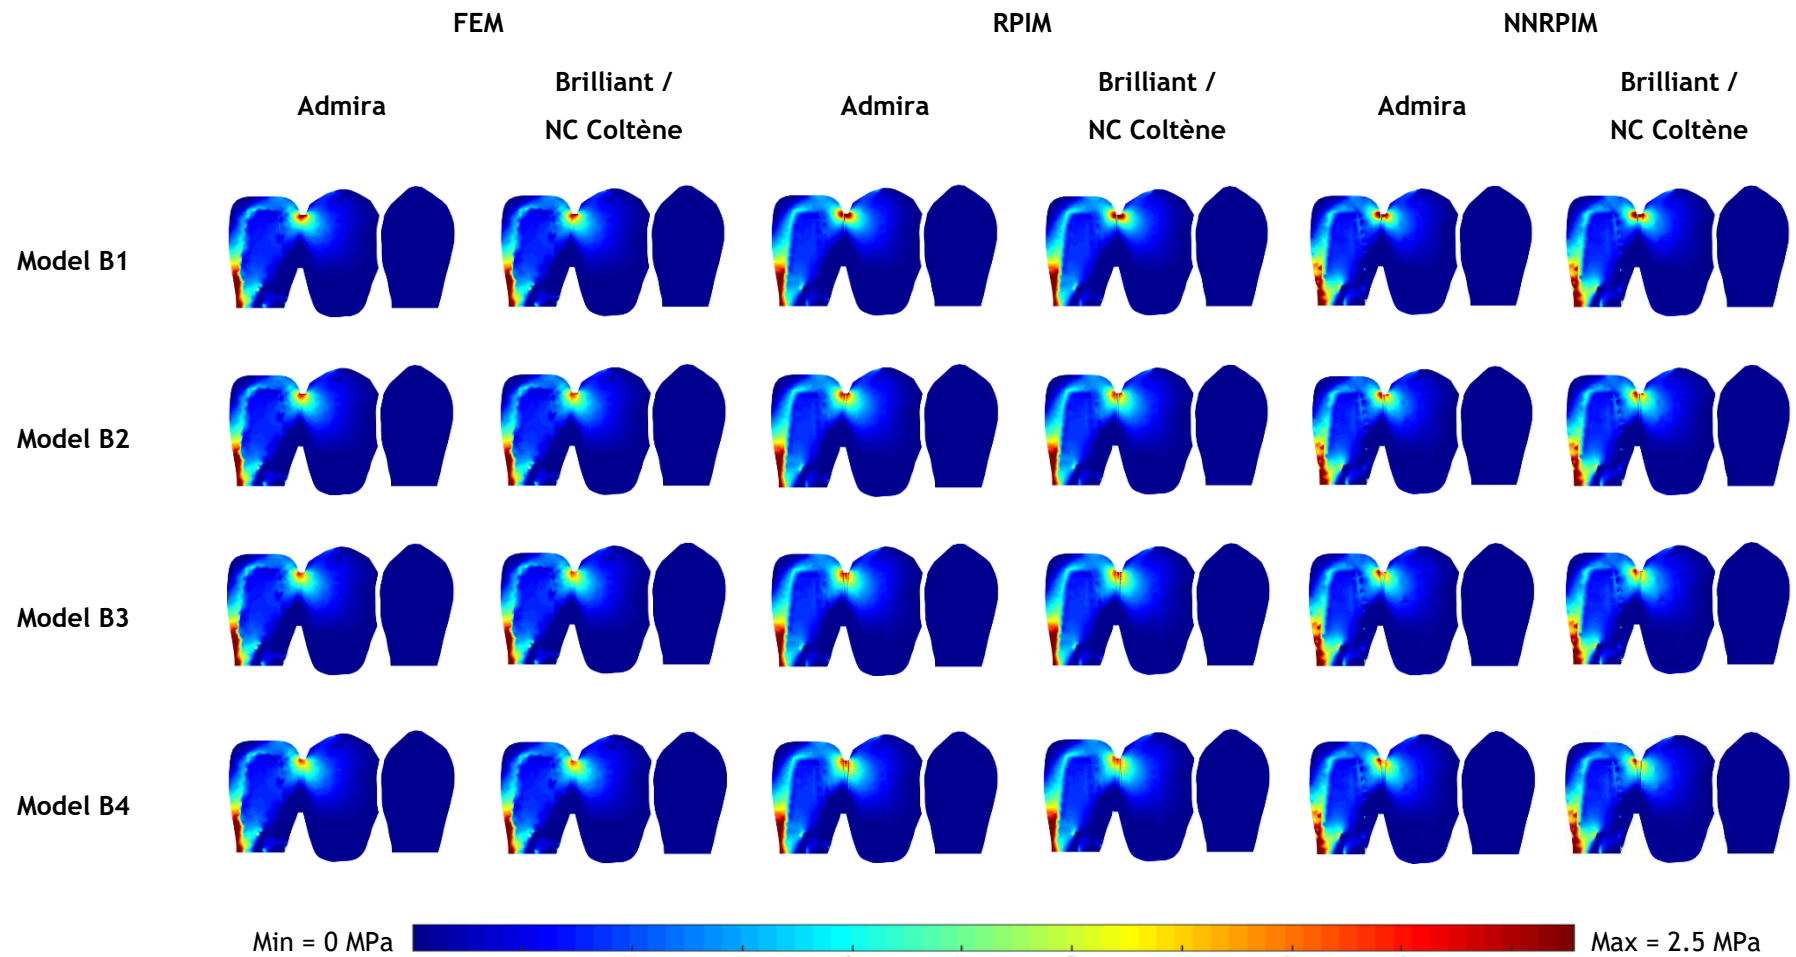 FEM RPIM NNRPIM
Admira Brilliant / NC Coltène Admira Brilliant / NC Coltène Admira Brilliant / NC Coltène
Model B1
Model B2
Model B3
Model B4
Min = 0 MPa Max = 2.5 MPa